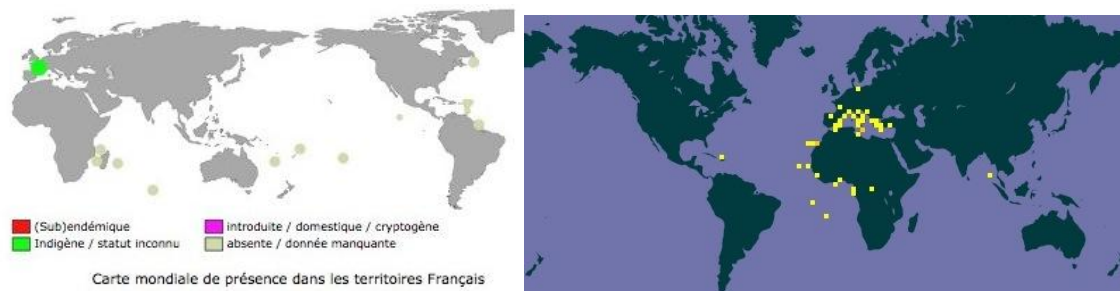 (Sub)endémique
introduite / domestique / cryptogène
Indigène / statut inconnu
absente / donnée manquante
Carte mondiale de présence dans les territoires Français